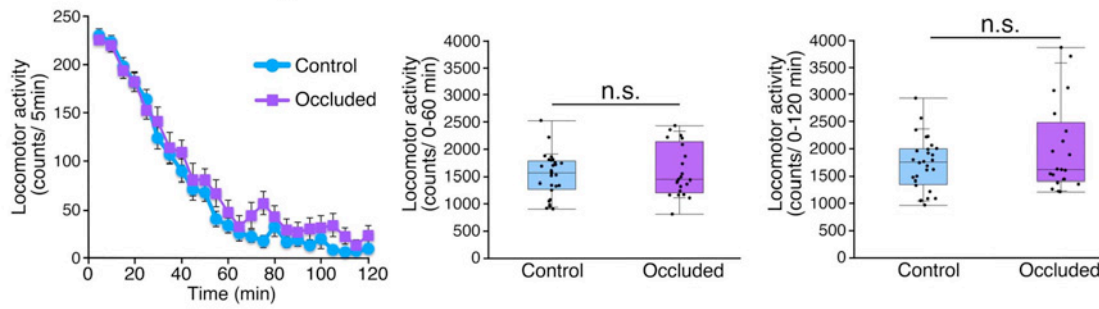 Locomotor activity
(counts/ 5min)
250
200
150
100
50
0
0 20 40 60 80 100 120
Time (min)
Control
Occluded
Locomotor activity
(counts/ 0-60 min)
4000
3500
3000
2500
2000
1500
1000
500
0
n.s.
Control Occluded
Locomotor activity
(counts/ 0-120 min)
4000
3500
3000
2500
2000
1500
1000
500
0
n.s.
Control Occluded